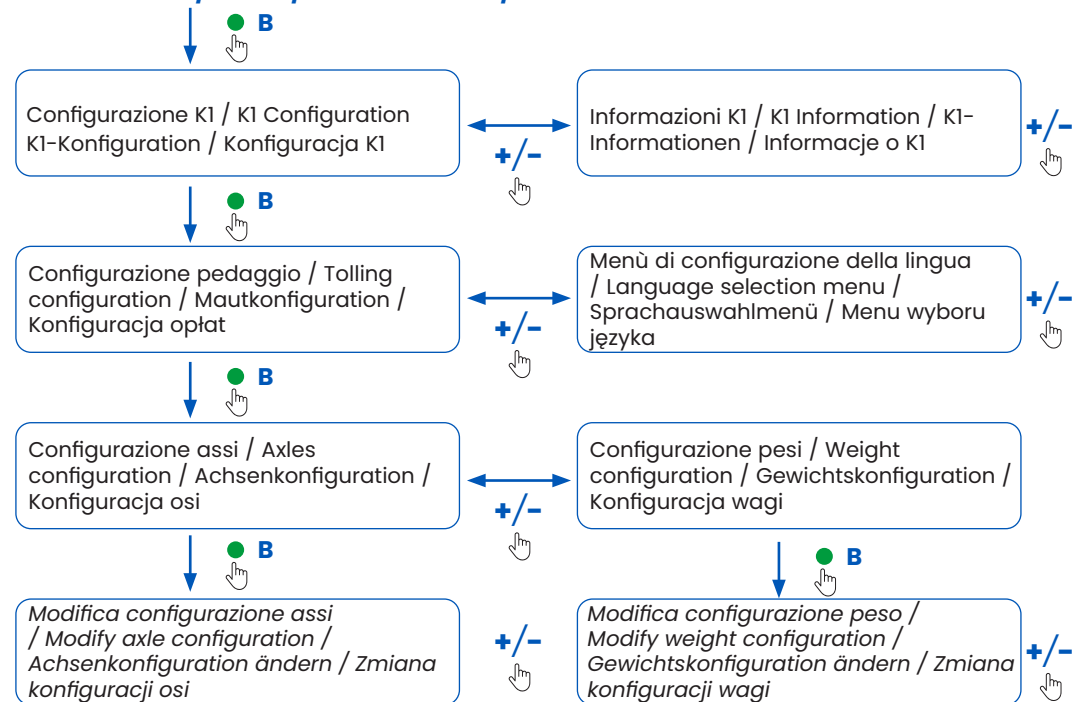 B
Configurazione K1 / K1 Configuration
K1-Konfiguration / Konfiguracja K1
+/-
Informazioni K1 / K1 Information / K1-
Informationen / Informacje o K1
+/-
B
Configurazione pedaggio / Tolling
configuration / Mautkonfiguration /
Konfiguracja opłat
+/-
Menù di configurazione della lingua
/ Language selection menu /
Sprachauswahlmenü / Menu wyboru
języka
+/-
B
Configurazione assi / Axles
configuration / Achsenkonfiguration /
Konfiguracja osi
+/-
Configurazione pesi / Weight
configuration / Gewichtskonfiguration /
Konfiguracja wagi
B
B
Modifica configurazione assi
/ Modify axle configuration /
Achsenkonfiguration ändern / Zmiana
konfiguracji osi
+/-
Modifica configurazione peso /
Modify weight configuration /
Gewichtskonfiguration ändern / Zmiana
konfiguracji wagi
+/-